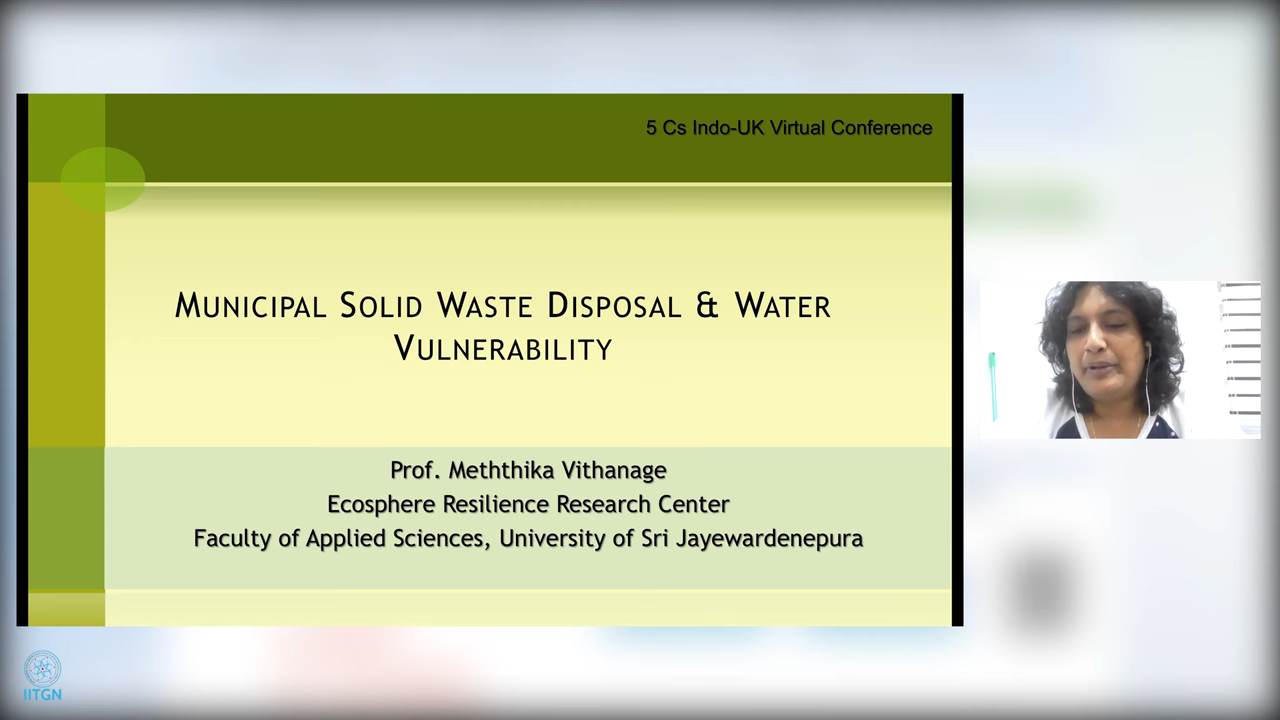 5 Cs Indo-UK Virtual Conference
MUNICIPAL SOLID WASTE DISPOSAL & WATER
VULNERABILITY
Prof. Meththika Vithanage
Ecosphere Resilience Research Center
Faculty of Applied Sciences, University of Sri Jayewardenepura
IITGN